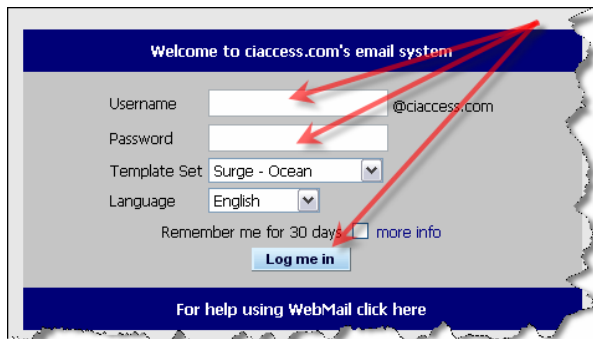 Welcome to ciaccess.com's email system
Username @ciaccess.com
Password
Template Set Surge - Ocean
Language English
Remember me for 30 days more info
Log me in
For help using WebMail click here